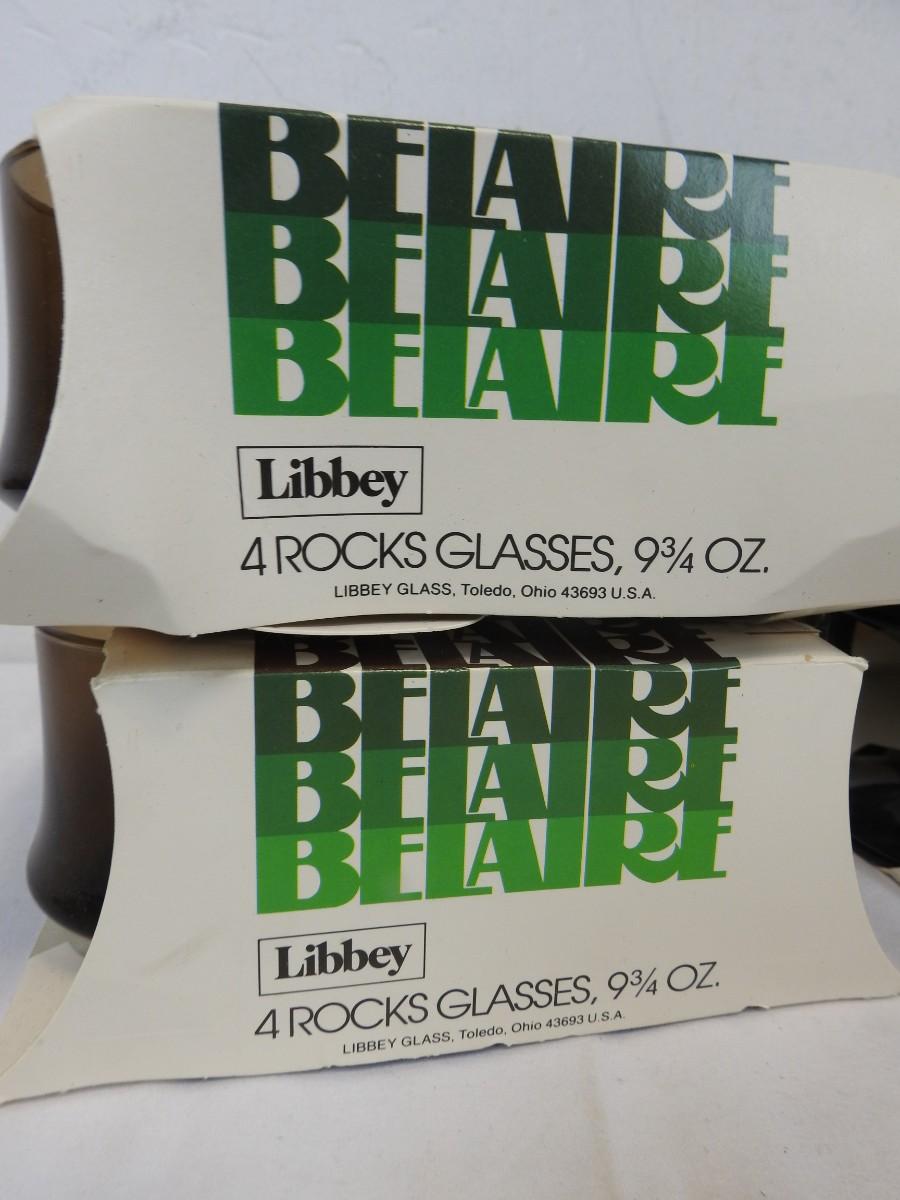 BELAIRE
BELAIRE
BELAIRE
Libbey
4 ROCKS GLASSES, 9¾ OZ.
LIBBEY GLASS, Toledo, Ohio 43693 U.S.A.
BELAIRE
BELAIRE
BELAIRE
BELAIRE
Libbey
4 ROCKS GLASSES, 9¾ OZ.
LIBBEY GLASS, Toledo, Ohio 43693 U.S.A.